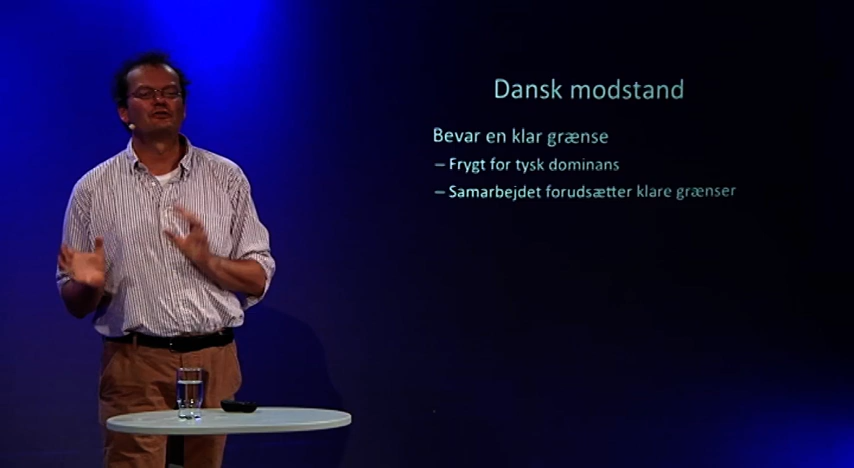 Dansk modstand
Bevar en klar grænse
– Frygt for tysk dominans
– Samarbejdet forudsætter klare grænser